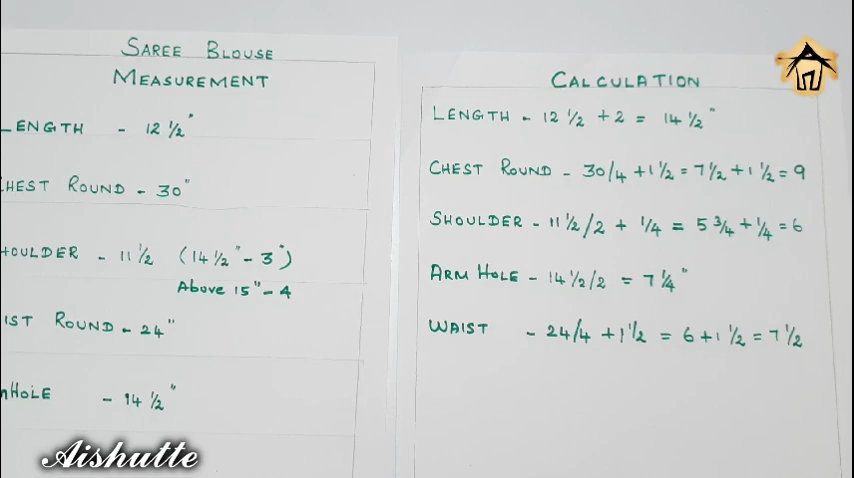 SAREE BLOUSE
MEASUREMENT
LENGTH - 12 1/2"
CHEST ROUND - 30"
SHOULDER - 11 1/2 (14 1/2" - 3")
Above 15" - 4
WAIST ROUND - 24"
ARMHOLE - 14 1/2"
CALCULATION
LENGTH - 12 1/2 + 2 = 14 1/2"
CHEST ROUND - 30/4 + 1 1/2 = 7 1/2 + 1 1/2 = 9
SHOULDER - 11 1/2/2 + 1/4 = 5 3/4 + 1/4 = 6
ARM HOLE - 14 1/2/2 = 7 1/4"
WAIST - 24/4 + 1 1/2 = 6 + 1 1/2 = 7 1/2
Aishutte